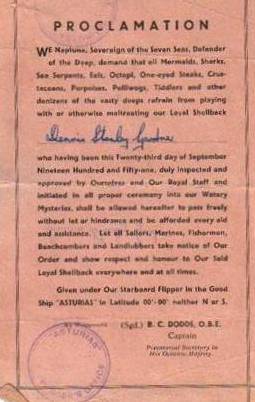 PROCLAMATION
WE Neptune, Sovereign of the Seven Seas, Defender
of the Deep, demand that all Mermaids, Sharks,
Sea Serpents, Eels, Octopi, One-eyed Steaks, Crus-
taceans, Porpoises, Polliwogs, Tiddlers and other
denizens of the vasty deeps refrain from playing
with or otherwise maltreating our Loyal Shellback
Dennis Stanley
who having been this Twenty-third day of September
Nineteen Hundred and Fifty-one, duly inspected and
approved by Ourselves and Our Royal Staff and
initiated in all proper ceremony into our Watery
Mysteries, shall be allowed hereafter to pass freely
without let or hindrance and be afforded every aid
and assistance. Let all Sailors, Marines, Fishermen,
Beachcombers and Landlubbers take notice of Our
Order and show respect and honour to Our Said
Loyal Shellback everywhere and at all times.
Given under Our Starboard Flipper in the Good
Ship "ASTURIAS" in Latitude 00°-00' neither N or S.
(Sgd.) B. C. DODDS, O.B.E.
Captain
Piscatorial Secretary to
His Oceanic Majesty.
"ASTURIAS"